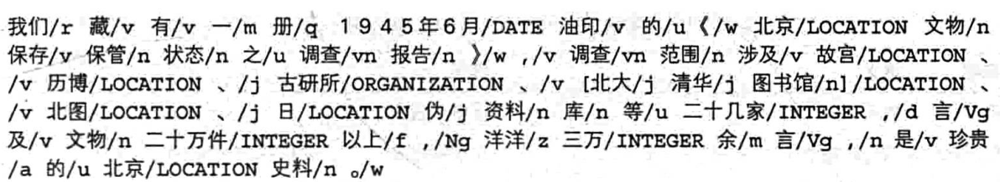 我们/r 藏/v 有/v 一/m 册/q 1945年6月/DATE 油印/v 的/u《/w 北京/LOCATION 文物/n
保存/v 保管/n 状态/n 之/u 调查/vn 报告/n 》/w ,/v 调查/vn 范围/n 涉及/v 故宫/LOCATION 、
/v 历博/LOCATION 、/j 古研所/ORGANIZATION 、/v [北大/j 清华/j 图书馆/n]/LOCATION 、
/v 北图/LOCATION 、/j 日/LOCATION 伪/j 资料/n 库/n 等/u 二十几家/INTEGER ,/d 言/Vg
及/v 文物/n 二十万件/INTEGER 以上/f ,/Ng 洋洋/z 三万/INTEGER 余/m 言/Vg ,/n 是/v 珍贵
/a 的/u 北京/LOCATION 史料/n 。/w